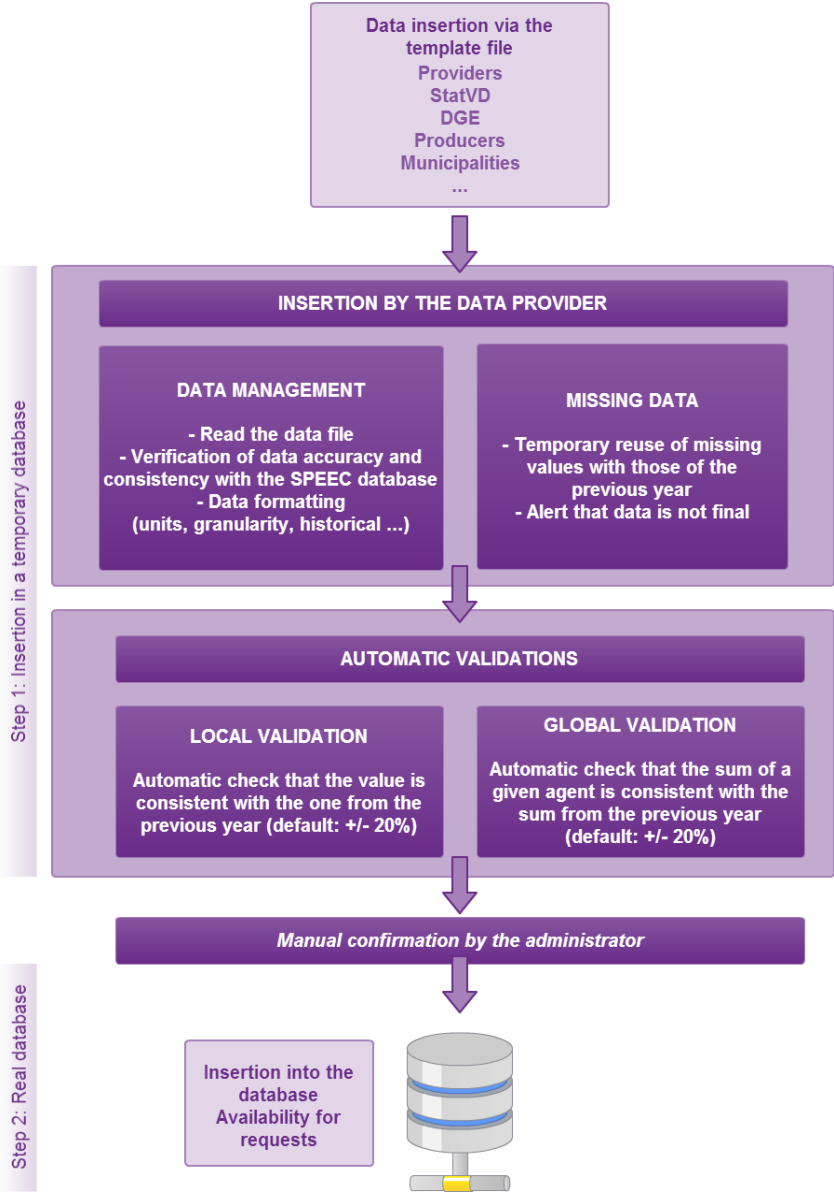 Data insertion via the
template file
Providers
StatVD
DGE
Producers
Municipalities
...
Step 1: Insertion in a temporary database
INSERTION BY THE DATA PROVIDER
DATA MANAGEMENT
- Read the data file
- Verification of data accuracy and
consistency with the SPEEC database
- Data formatting
(units, granularity, historical ...)
MISSING DATA
- Temporary reuse of missing
values with those of the
previous year
- Alert that data is not final
AUTOMATIC VALIDATIONS
LOCAL VALIDATION
Automatic check that the value is
consistent with the one from the
previous year (default: +/- 20%)
GLOBAL VALIDATION
Automatic check that the sum of a
given agent is consistent with the
sum from the previous year
(default: +/- 20%)
Manual confirmation by the administrator
Step 2: Real database
Insertion into the
database
Availability for
requests